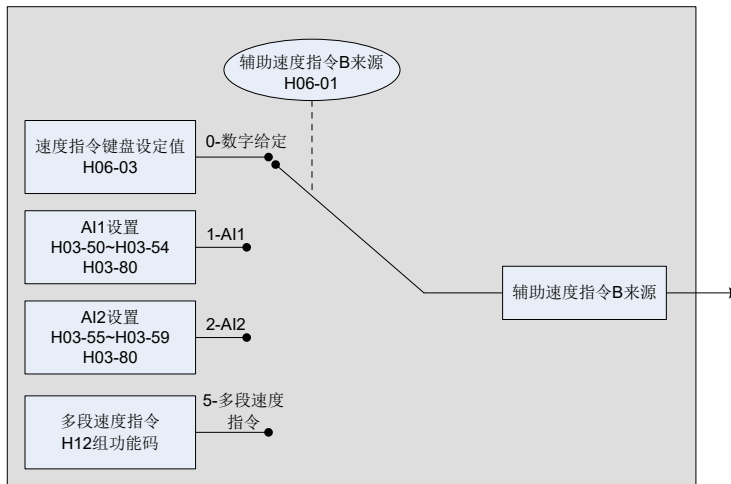 辅助速度指令B来源
H06-01
速度指令键盘设定值
H06-03
0-数字给定
AI1设置
H03-50~H03-54
H03-80
1-AI1
AI2设置
H03-55~H03-59
H03-80
2-AI2
辅助速度指令B来源
多段速度指令
H12组功能码
5-多段速度
指令